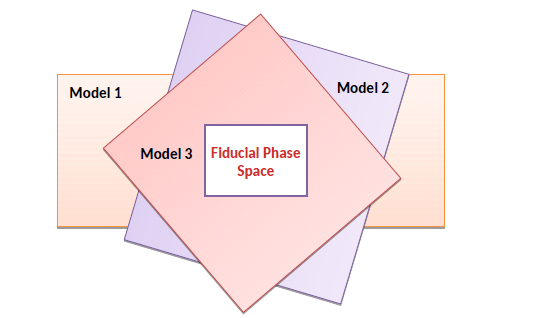 Model 1
Model 2
Model 3
Fiducial Phase
Space